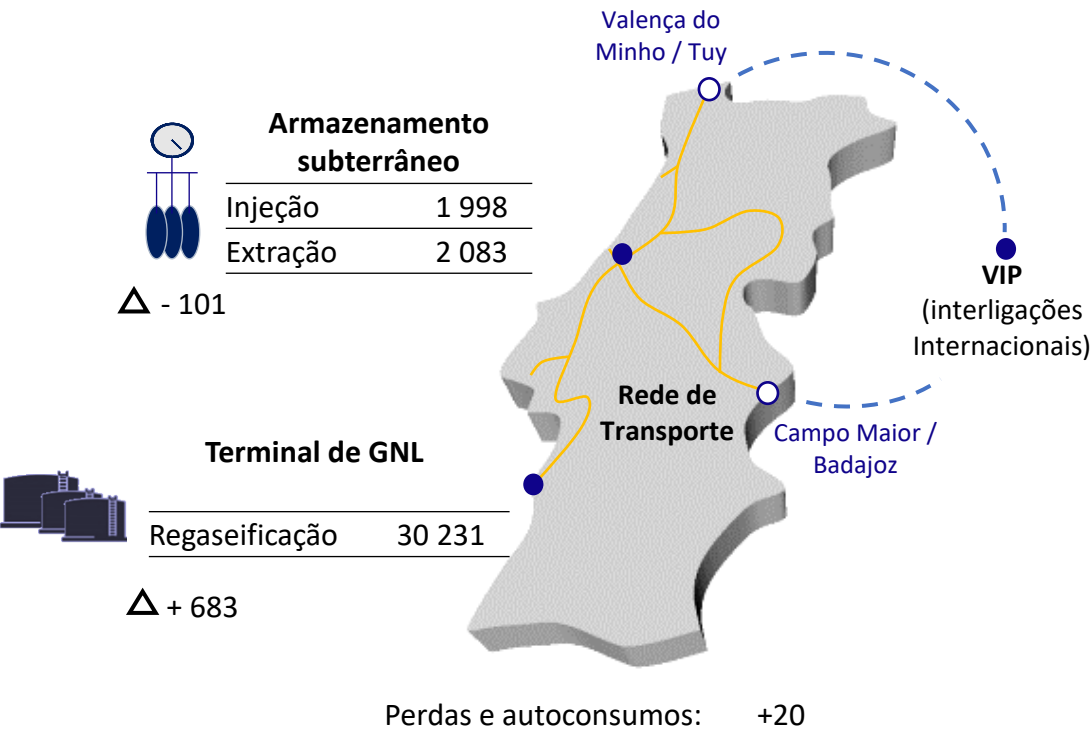 Valença do
Minho / Tuy
Armazenamento
subterrâneo
Injeção 1 998
Extração 2 083
Δ - 101
VIP
(interligações
Internacionais)
Rede de
Transporte
Campo Maior /
Badajoz
Terminal de GNL
Regaseificação 30 231
Δ + 683
Perdas e autoconsumos: +20